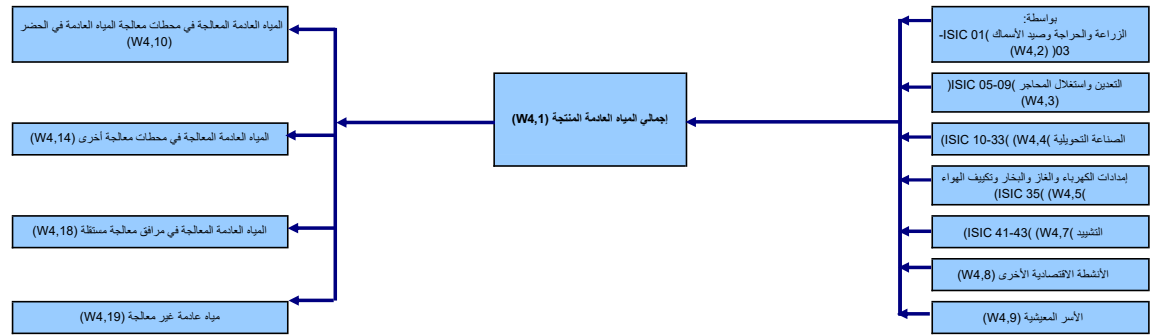 بواسطة:
الزراعة والحراجة وصيد الأسماك )ISIC 01-
03( (W4,2)
التعدين واستغلال المحاجر )ISIC 05-09(
(W4,3)
الصناعة التحويلية )ISIC 10-33( (W4,4)
إمدادات الكهرباء والغاز والبخار وتكييف الهواء
)ISIC 35( (W4,5)
التشييد )ISIC 41-43( (W4,7)
الأنشطة الاقتصادية الأخرى (W4,8)
الأسر المعيشية (W4,9)
إجمالي المياه العادمة المنتجة (W4,1)
المياه العادمة المعالجة في محطات معالجة المياه العادمة في الحضر
(W4,10)
المياه العادمة المعالجة في محطات معالجة أخرى (W4,14)
المياه العادمة المعالجة في مرافق معالجة مستقلة (W4,18)
مياه عادمة غير معالجة (W4,19)